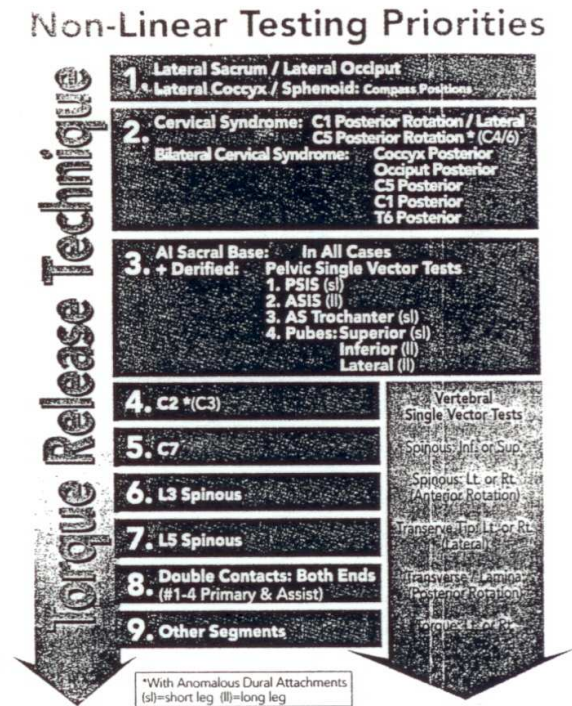 Non-Linear Testing Priorities
Torque Release Technique
1. Lateral Sacrum / Lateral Occiput
Lateral Coccyx / Sphenoid: Compass Positions
2. Cervical Syndrome: C1 Posterior Rotation / Lateral
C5 Posterior Rotation * (C4/6)
Bilateral Cervical Syndrome: Coccyx Posterior
Occiput Posterior
C5 Posterior
C1 Posterior
T6 Posterior
3. AI Sacral Base: In All Cases
+ Derified: Pelvic Single Vector Tests
1. PSIS (sl)
2. ASIS (ll)
3. AS Trochanter (sl)
4. Pubes: Superior (sl)
Inferior (ll)
Lateral (ll)
4. C2 *(C3)
5. C7
6. L3 Spinous
7. L5 Spinous
8. Double Contacts: Both Ends
(#1-4 Primary & Assist)
9. Other Segments
Vertebral
Single Vector Tests
Spinous: Inf. or Sup.
Spinous: Lt. or Rt.
(Anterior Rotation)
Transverse Tip: Lt. or Rt.
(Lateral)
Transverse / Lamina:
(Posterior Rotation)
Torque: Lt. or Rt.
*With Anomalous Dural Attachments
(sl)=short leg (ll)=long leg